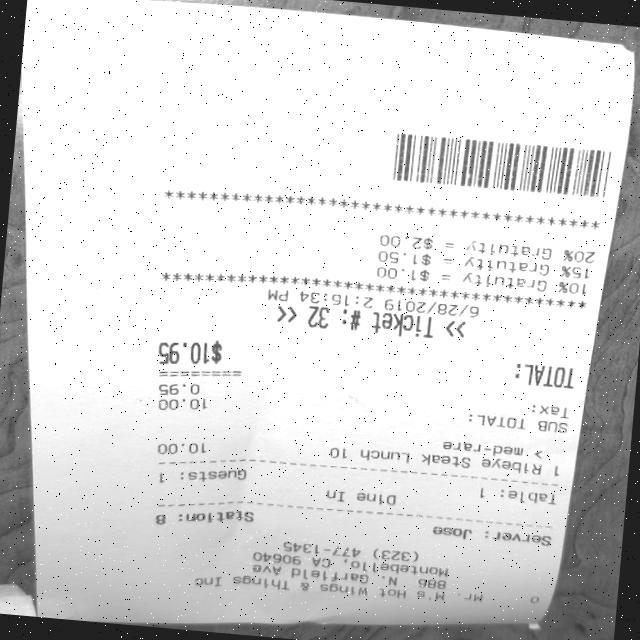 Mr. M's Hot Wings & Things Inc
868 N. Garfield Ave
Montebello, CA 90640
(323) 477-1345
Server: Jose Station: 8
Table: 1 Dine In Guests: 1
1 Ribeye Steak Lunch 10 10.00
> med-rare
SUB TOTAL: 10.00
Tax: 0.95
=========
TOTAL: $10.95
>> Ticket #: 32 <<
6/28/2019 2:16:34 PM
****************************************
10% Gratuity = $1.00
15% Gratuity = $1.50
20% Gratuity = $2.00
****************************************